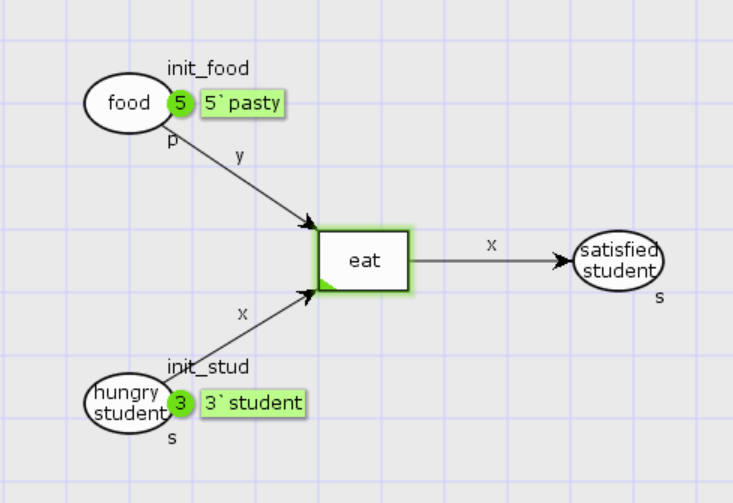 init_food
food
5
5`pasty
p
y
eat
x
satisfied
student
s
x
init_stud
hungry
student
3
3`student
s